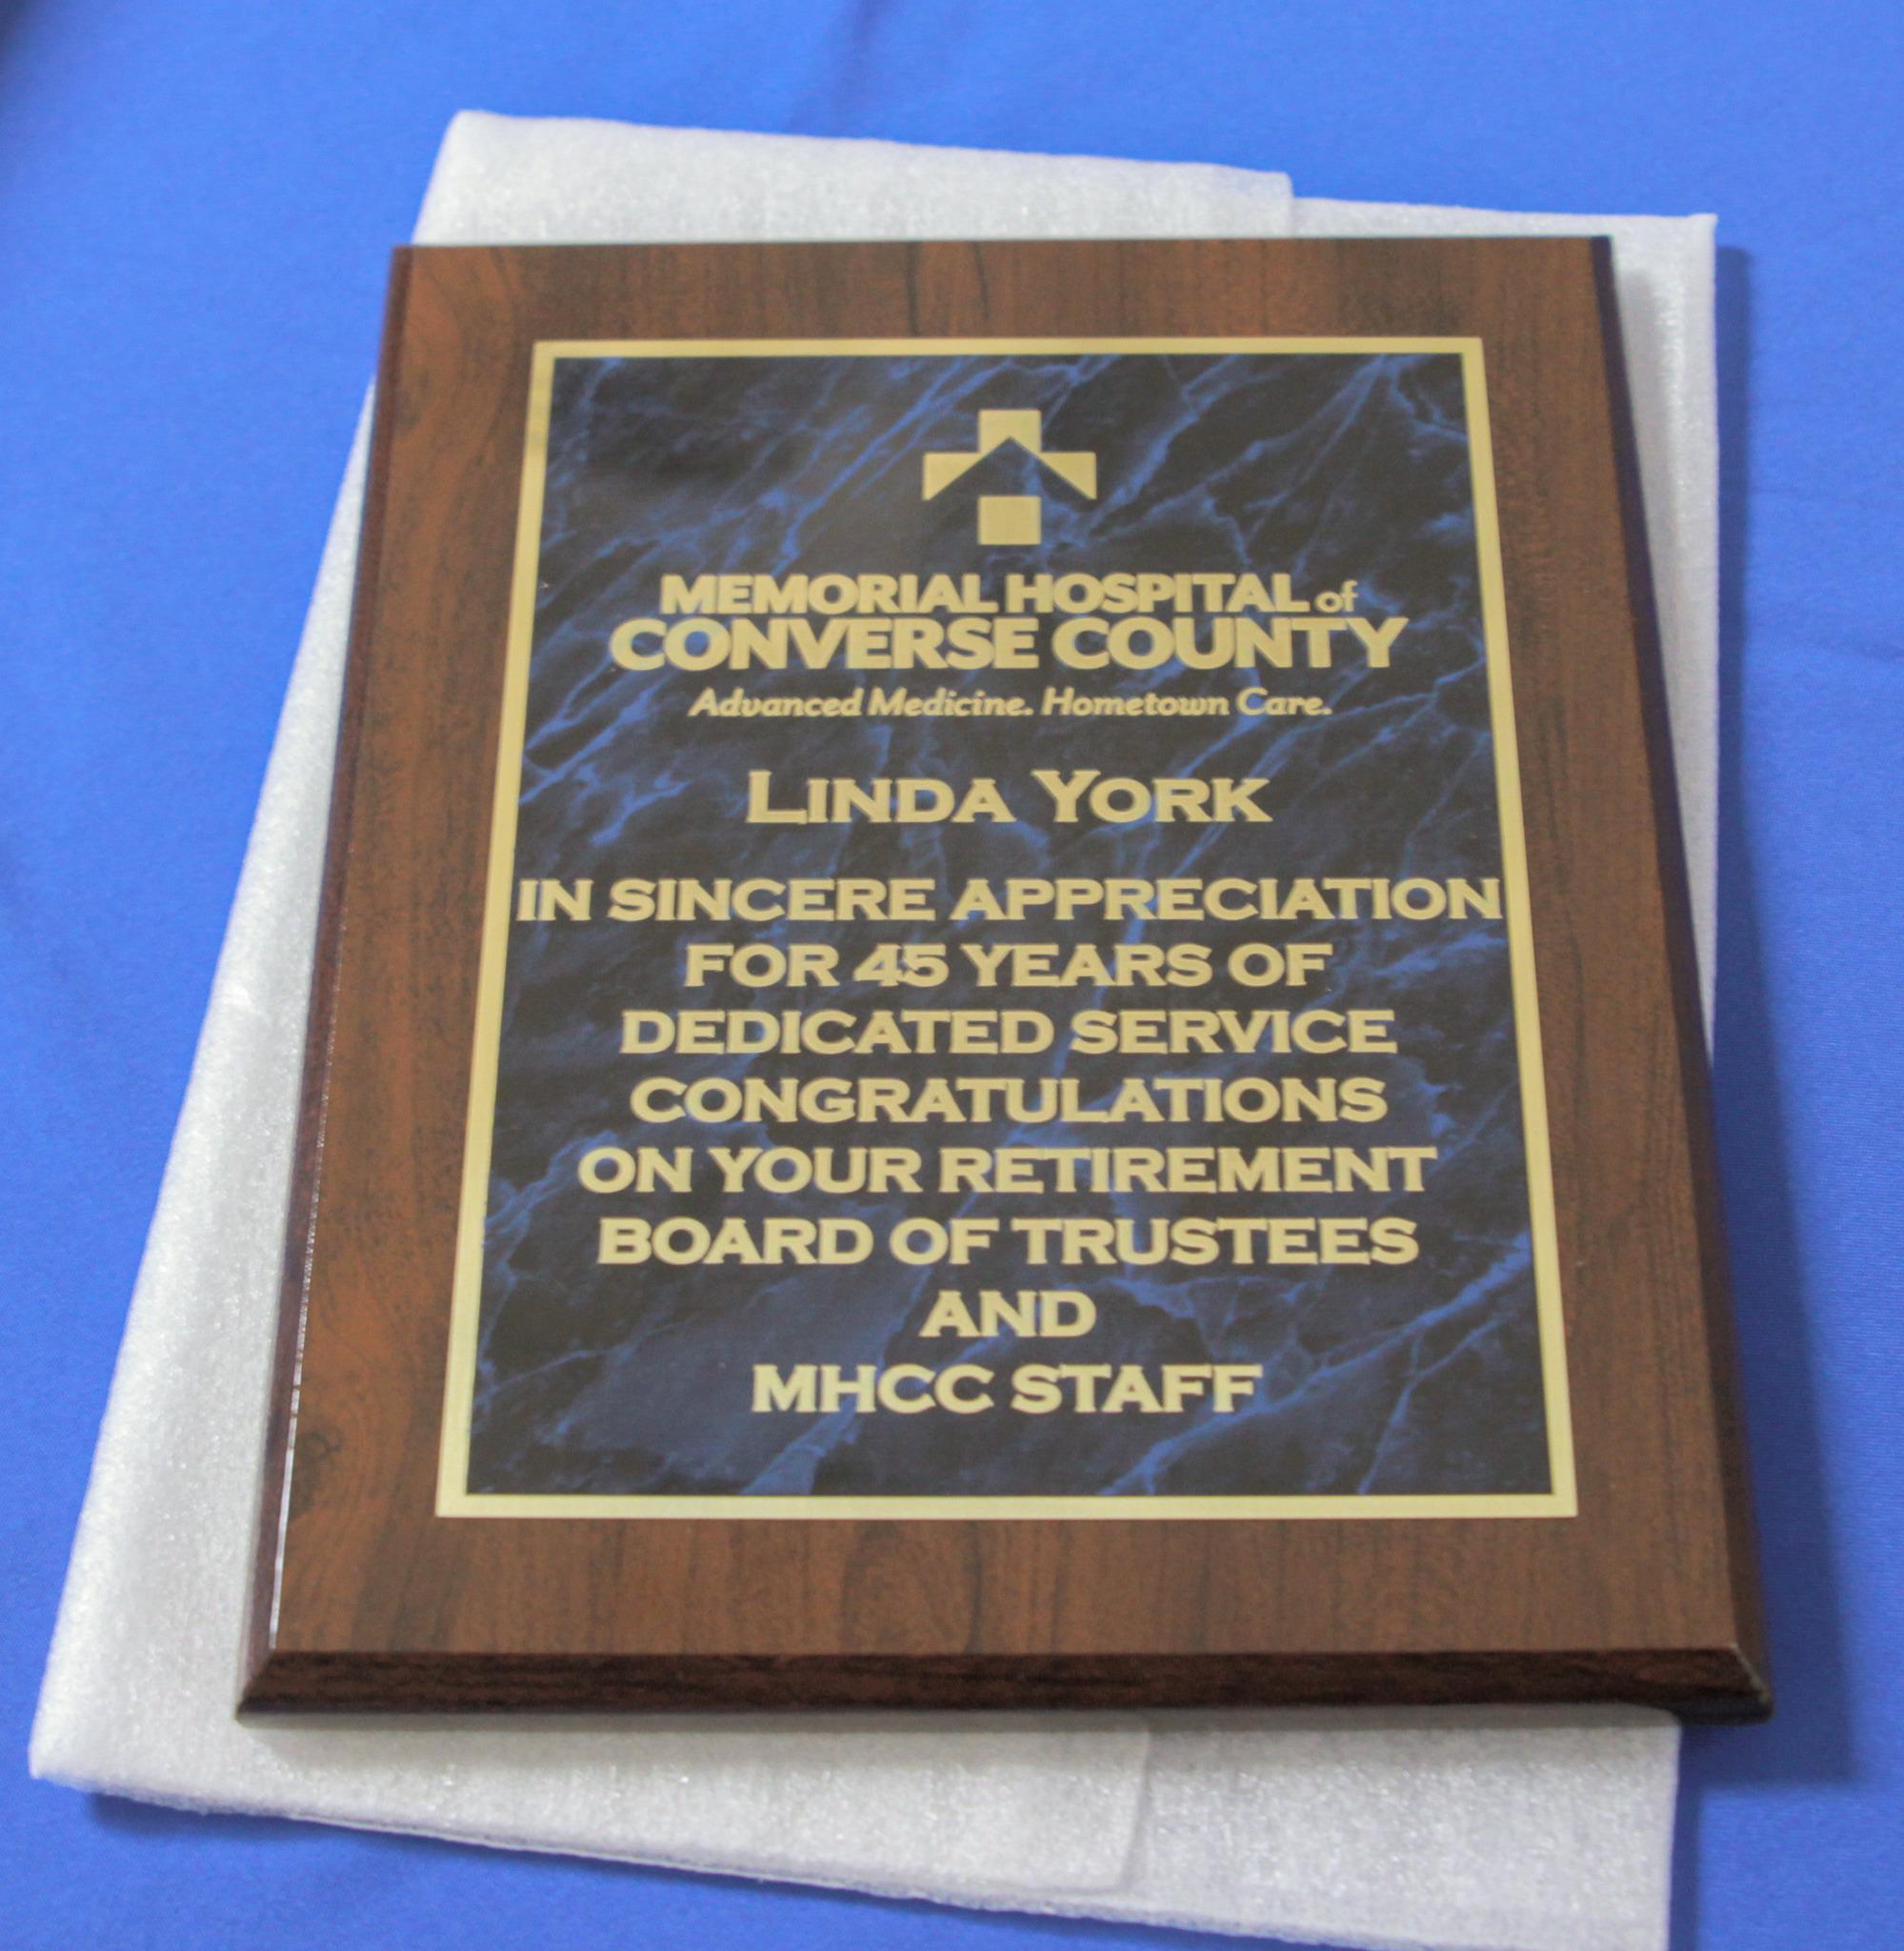 MEMORIAL HOSPITAL of
CONVERSE COUNTY
Advanced Medicine. Hometown Care.
LINDA YORK
IN SINCERE APPRECIATION
FOR 45 YEARS OF
DEDICATED SERVICE
CONGRATULATIONS
ON YOUR RETIREMENT
BOARD OF TRUSTEES
AND
MHCC STAFF